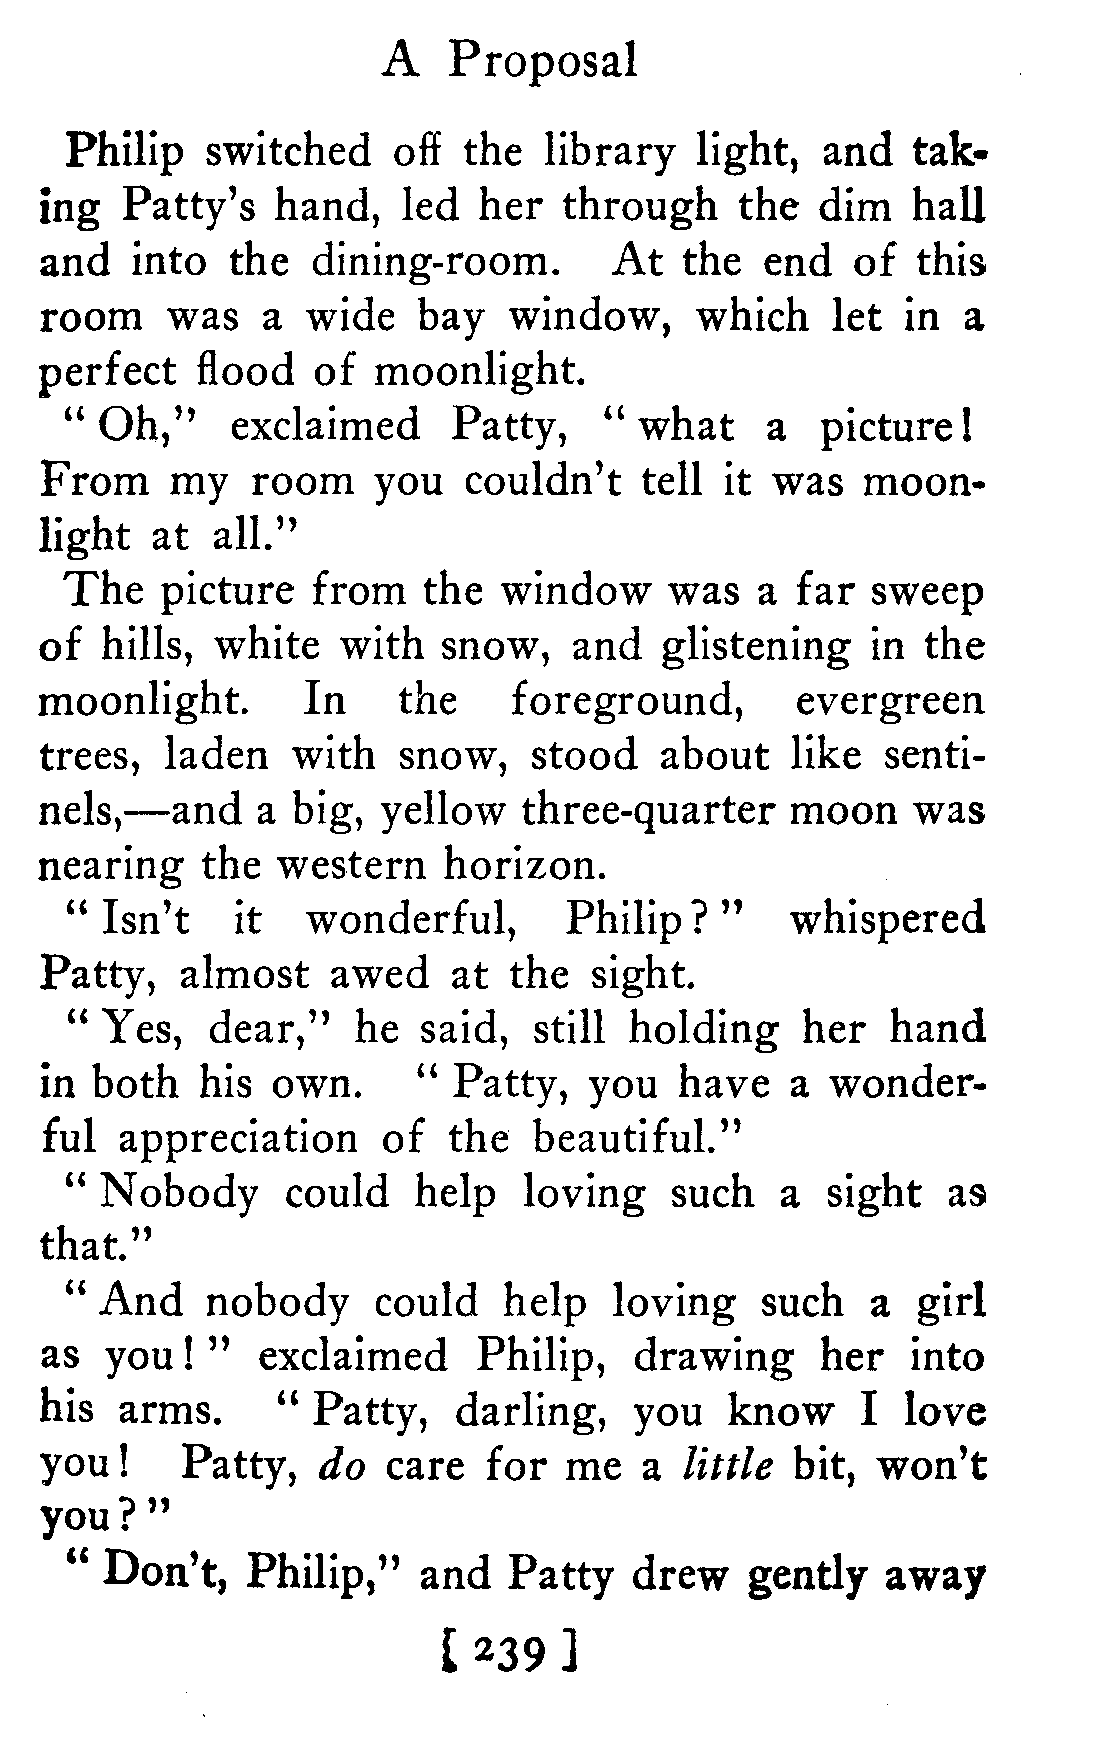 A Proposal
Philip switched off the library light, and tak-
ing Patty's hand, led her through the dim hall
and into the dining-room. At the end of this
room was a wide bay window, which let in a
perfect flood of moonlight.
" Oh," exclaimed Patty, " what a picture!
From my room you couldn't tell it was moon-
light at all."
The picture from the window was a far sweep
of hills, white with snow, and glistening in the
moonlight. In the foreground, evergreen
trees, laden with snow, stood about like senti-
nels,—and a big, yellow three-quarter moon was
nearing the western horizon.
" Isn't it wonderful, Philip? " whispered
Patty, almost awed at the sight.
" Yes, dear," he said, still holding her hand
in both his own. " Patty, you have a wonder-
ful appreciation of the beautiful."
" Nobody could help loving such a sight as
that."
" And nobody could help loving such a girl
as you! " exclaimed Philip, drawing her into
his arms. " Patty, darling, you know I love
you! Patty, do care for me a little bit, won't
you? "
" Don't, Philip," and Patty drew gently away
[ 239 ]